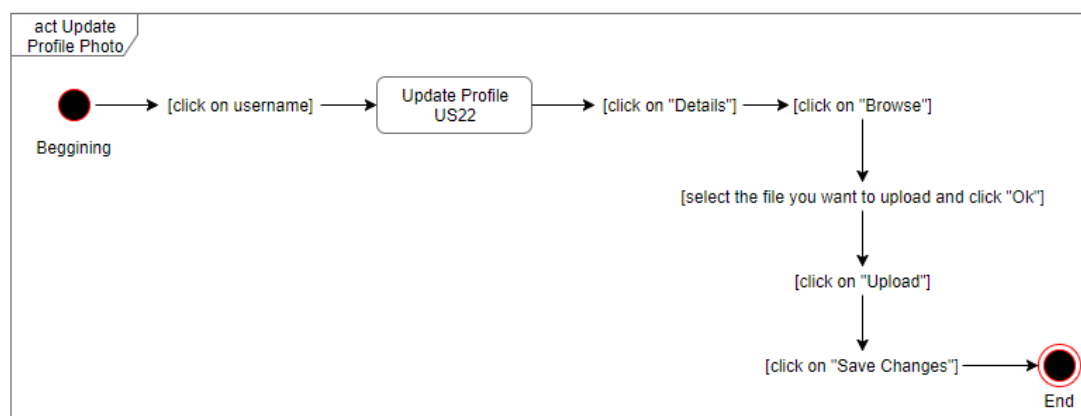 act Update
Profile Photo
[click on username]
Update Profile
US22
[click on "Details"]
[click on "Browse"]
Beggining
[select the file you want to upload and click "Ok"]
[click on "Upload"]
[click on "Save Changes"]
End